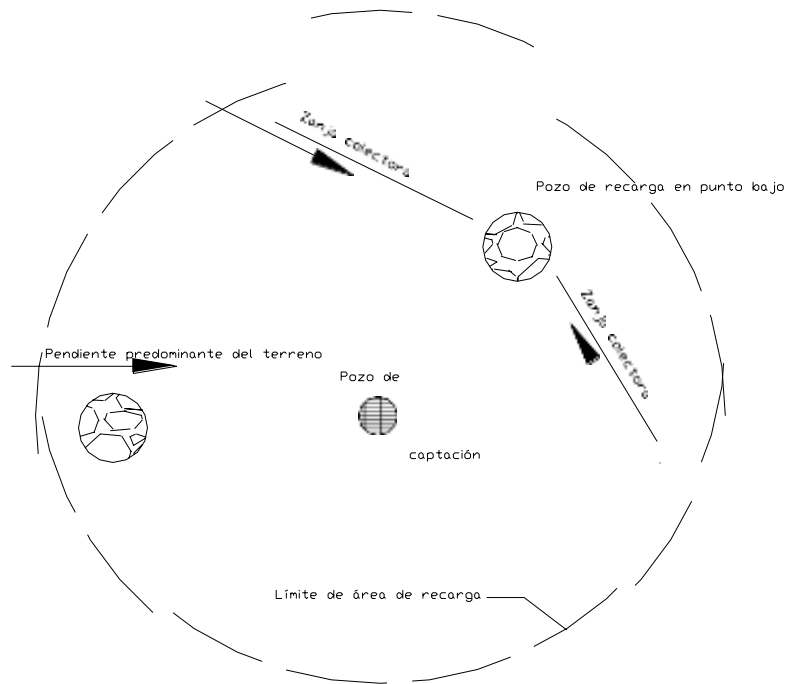 Zanja colectora
Pozo de recarga en punto bajo
Zanja colectora
Pendiente predominante del terreno
Pozo de
captación
Límite de área de recarga